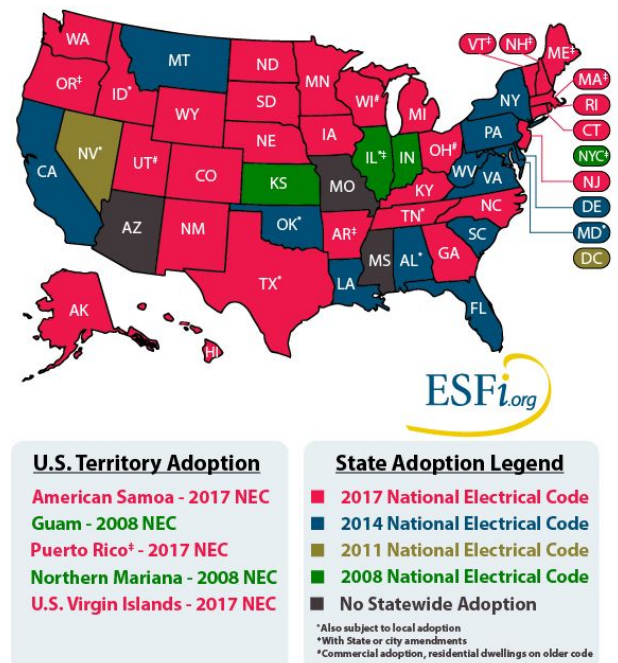 WA
MT
ND
MN
VT‡
NH‡
ME‡
OR‡
ID*
SD
WI#
MI
NY
MA‡
RI
WY
IA
PA
CT
NV*
NE
IL*‡
IN
OH#
NYC‡
CA
UT#
CO
KS
MO
WV
VA
NJ
KY
DE
AZ
NM
OK*
AR‡
TN*
NC
MD*
SC
DC
TX*
MS
AL*
GA
LA
AK
FL
HI
ESFi.org
U.S. Territory Adoption
American Samoa - 2017 NEC
Guam - 2008 NEC
Puerto Rico‡ - 2017 NEC
Northern Mariana - 2008 NEC
U.S. Virgin Islands - 2017 NEC
State Adoption Legend
2017 National Electrical Code
2014 National Electrical Code
2011 National Electrical Code
2008 National Electrical Code
No Statewide Adoption
*Also subject to local adoption
‡With State or city amendments
#Commercial adoption, residential dwellings on older code